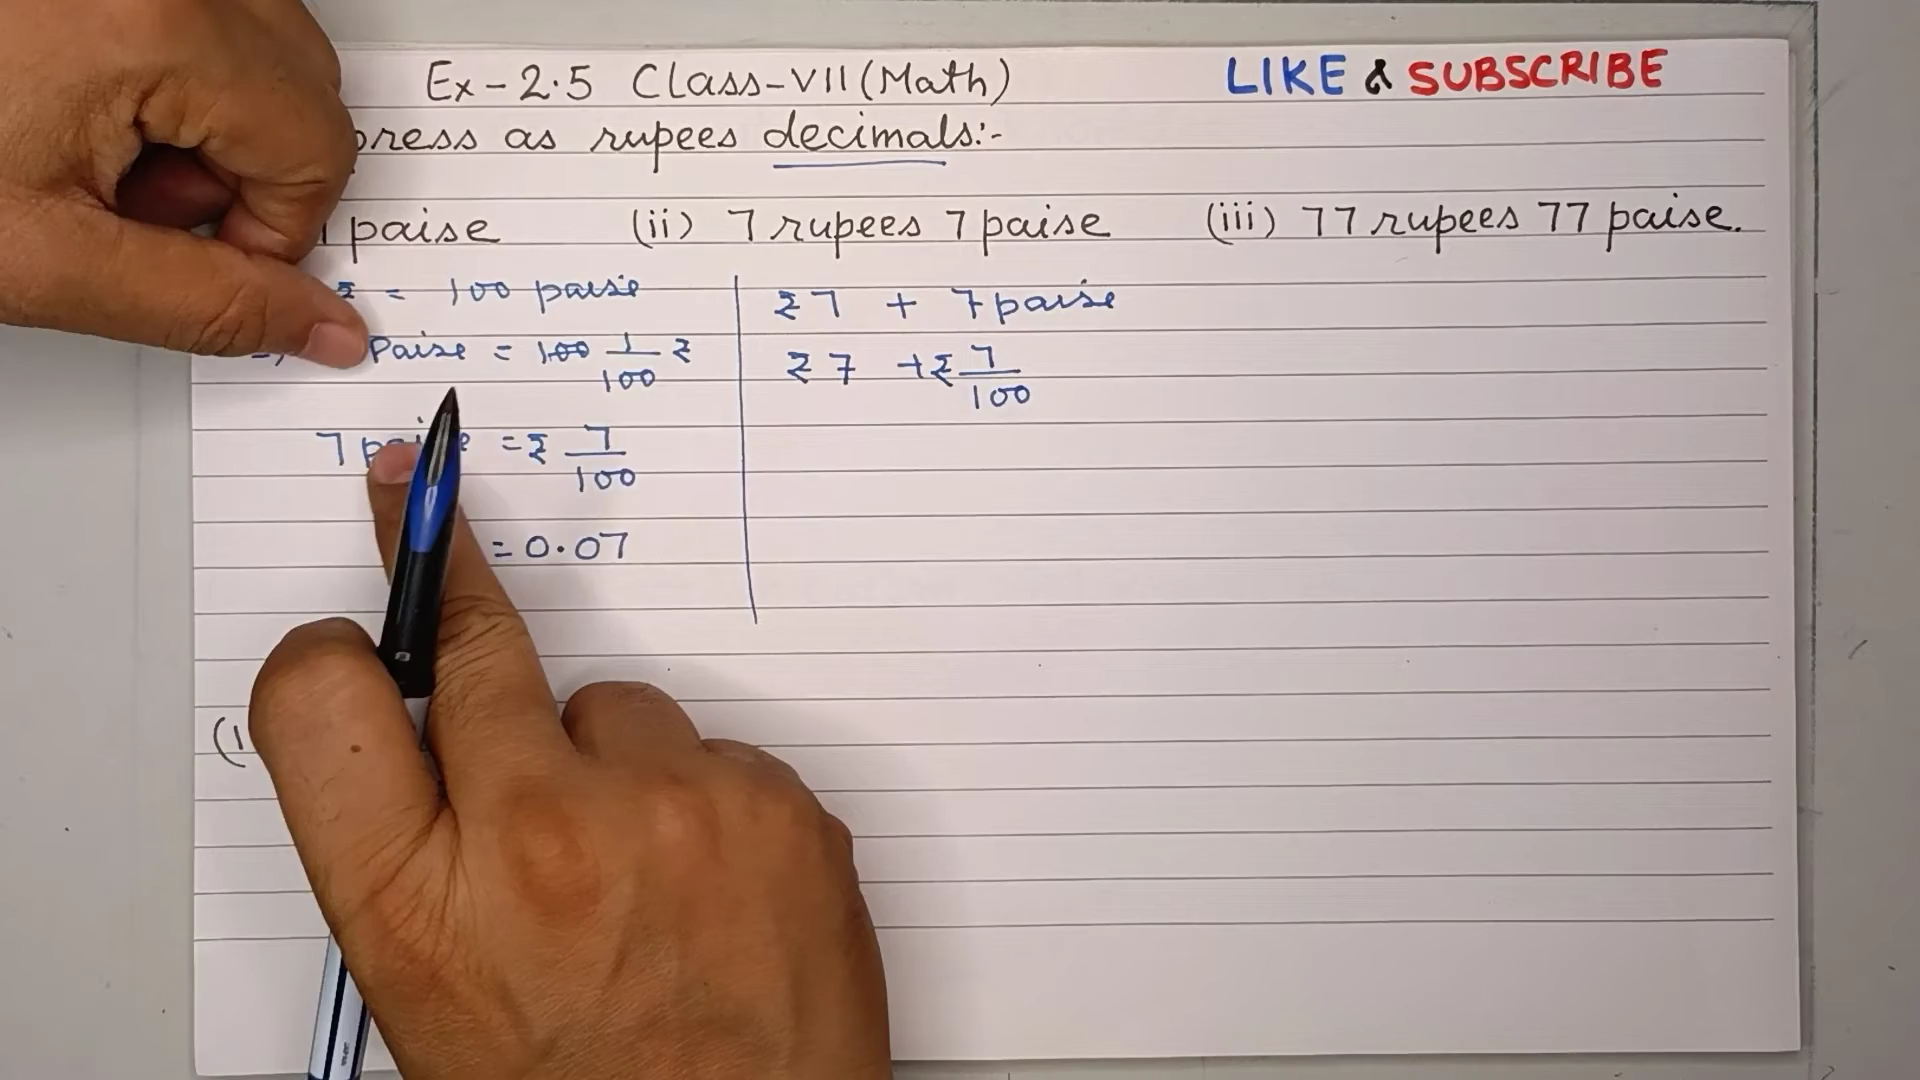 Ex-2.5 Class-VII (Math)
LIKE & SUBSCRIBE
press as rupees decimals:-
paise (ii) 7 rupees 7 paise (iii) 77 rupees 77 paise.
₹ = 100 paise
Paise = 100 1/100 ₹
7 paise = ₹ 7/100
= 0.07
₹7 + 7 paise
₹7 + ₹ 7/100